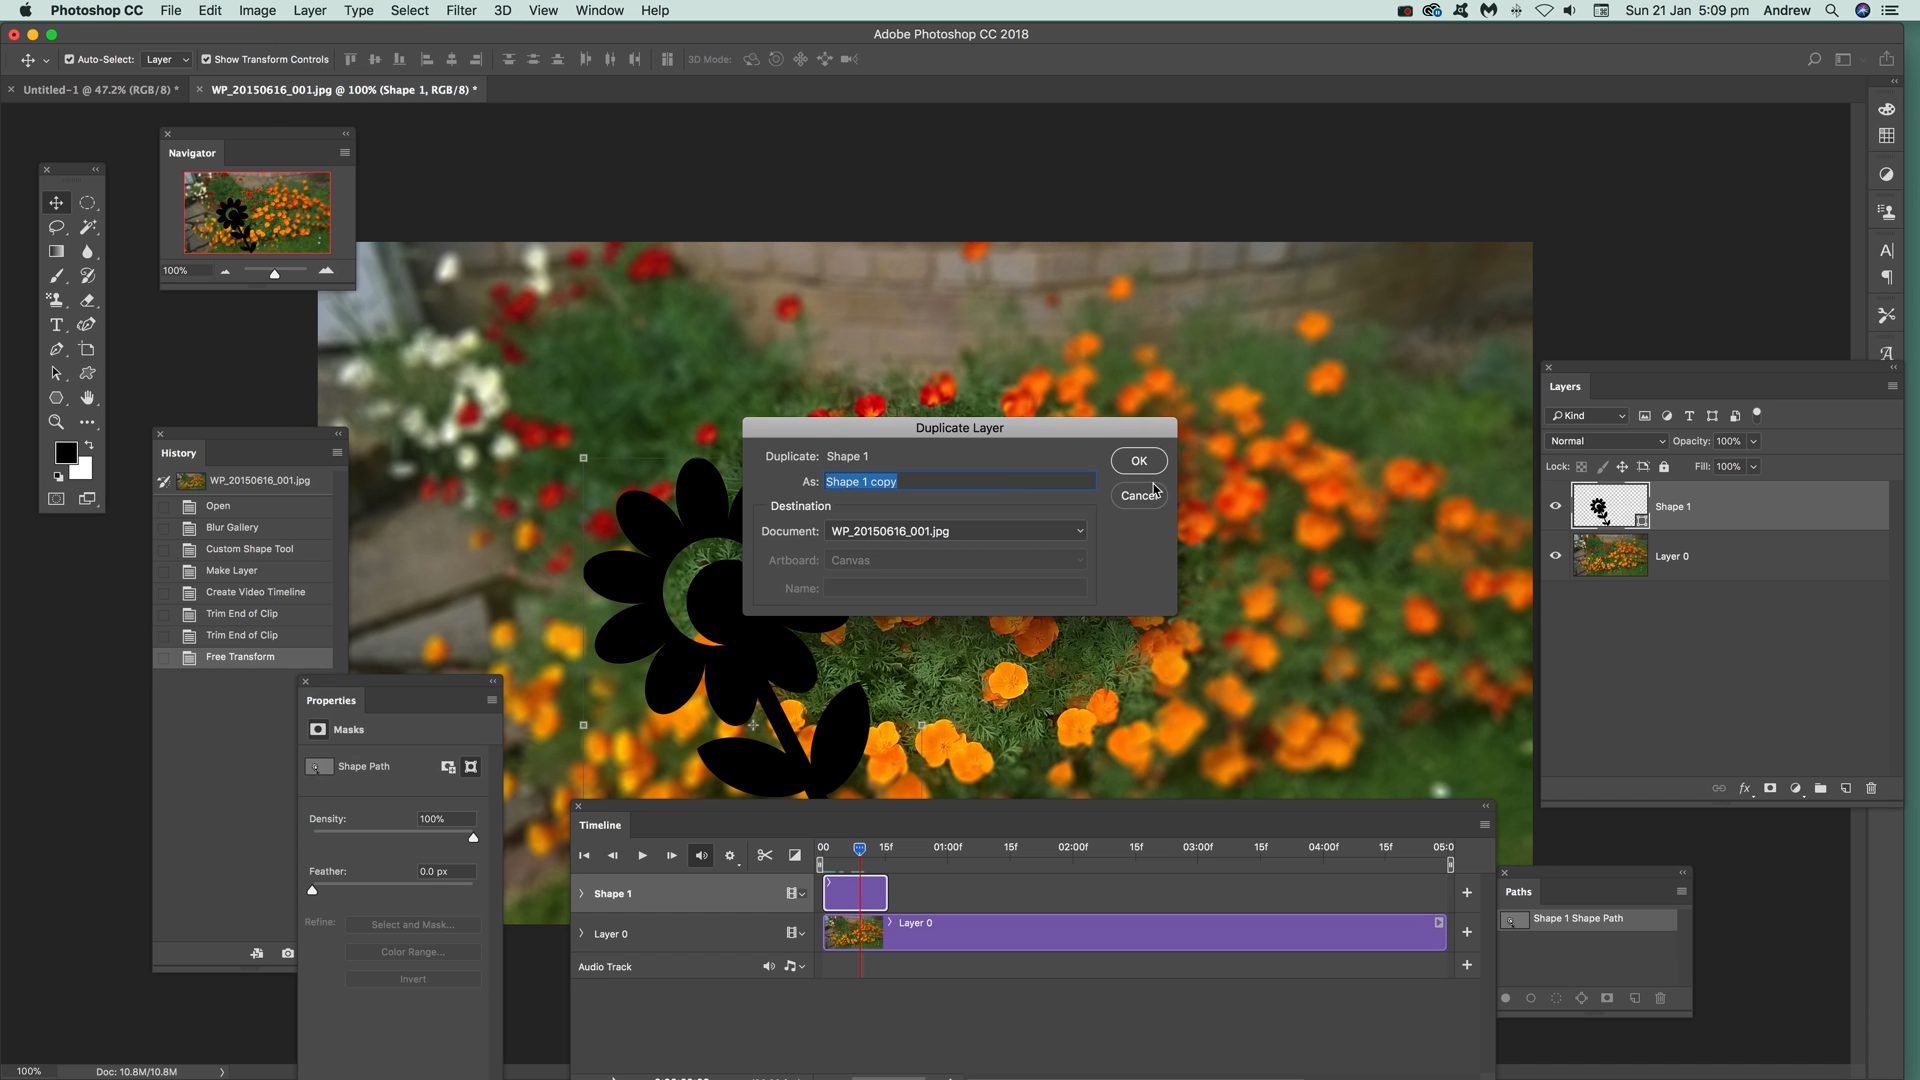 Photoshop CC File Edit Image Layer Type Select Filter 3D View Window Help Sun 21 Jan 5:09 pm Andrew
Adobe Photoshop CC 2018
Auto-Select: Layer Show Transform Controls 3D Mode:
Untitled-1 @ 47.2% (RGB/8) * WP_20150616_001.jpg @ 100% (Shape 1, RGB/8) *
Navigator
100%
History
WP_20150616_001.jpg
Open
Blur Gallery
Custom Shape Tool
Make Layer
Create Video Timeline
Trim End of Clip
Trim End of Clip
Free Transform
Properties
Masks
Shape Path
Density: 100%
Feather: 0.0 px
Refine: Select and Mask...
Color Range...
Invert
Duplicate Layer
Duplicate: Shape 1
As: Shape 1 copy
Destination
Document: WP_20150616_001.jpg
Artboard: Canvas
Name:
OK
Cancel
Layers
Kind
Normal Opacity: 100%
Lock: Fill: 100%
Shape 1
Layer 0
Timeline
00 15f 01:00f 15f 02:00f 15f 03:00f 15f 04:00f 15f 05:0
Shape 1
Layer 0 Layer 0
Audio Track
Paths
Shape 1 Shape Path
100% Doc: 10.8M/10.8M